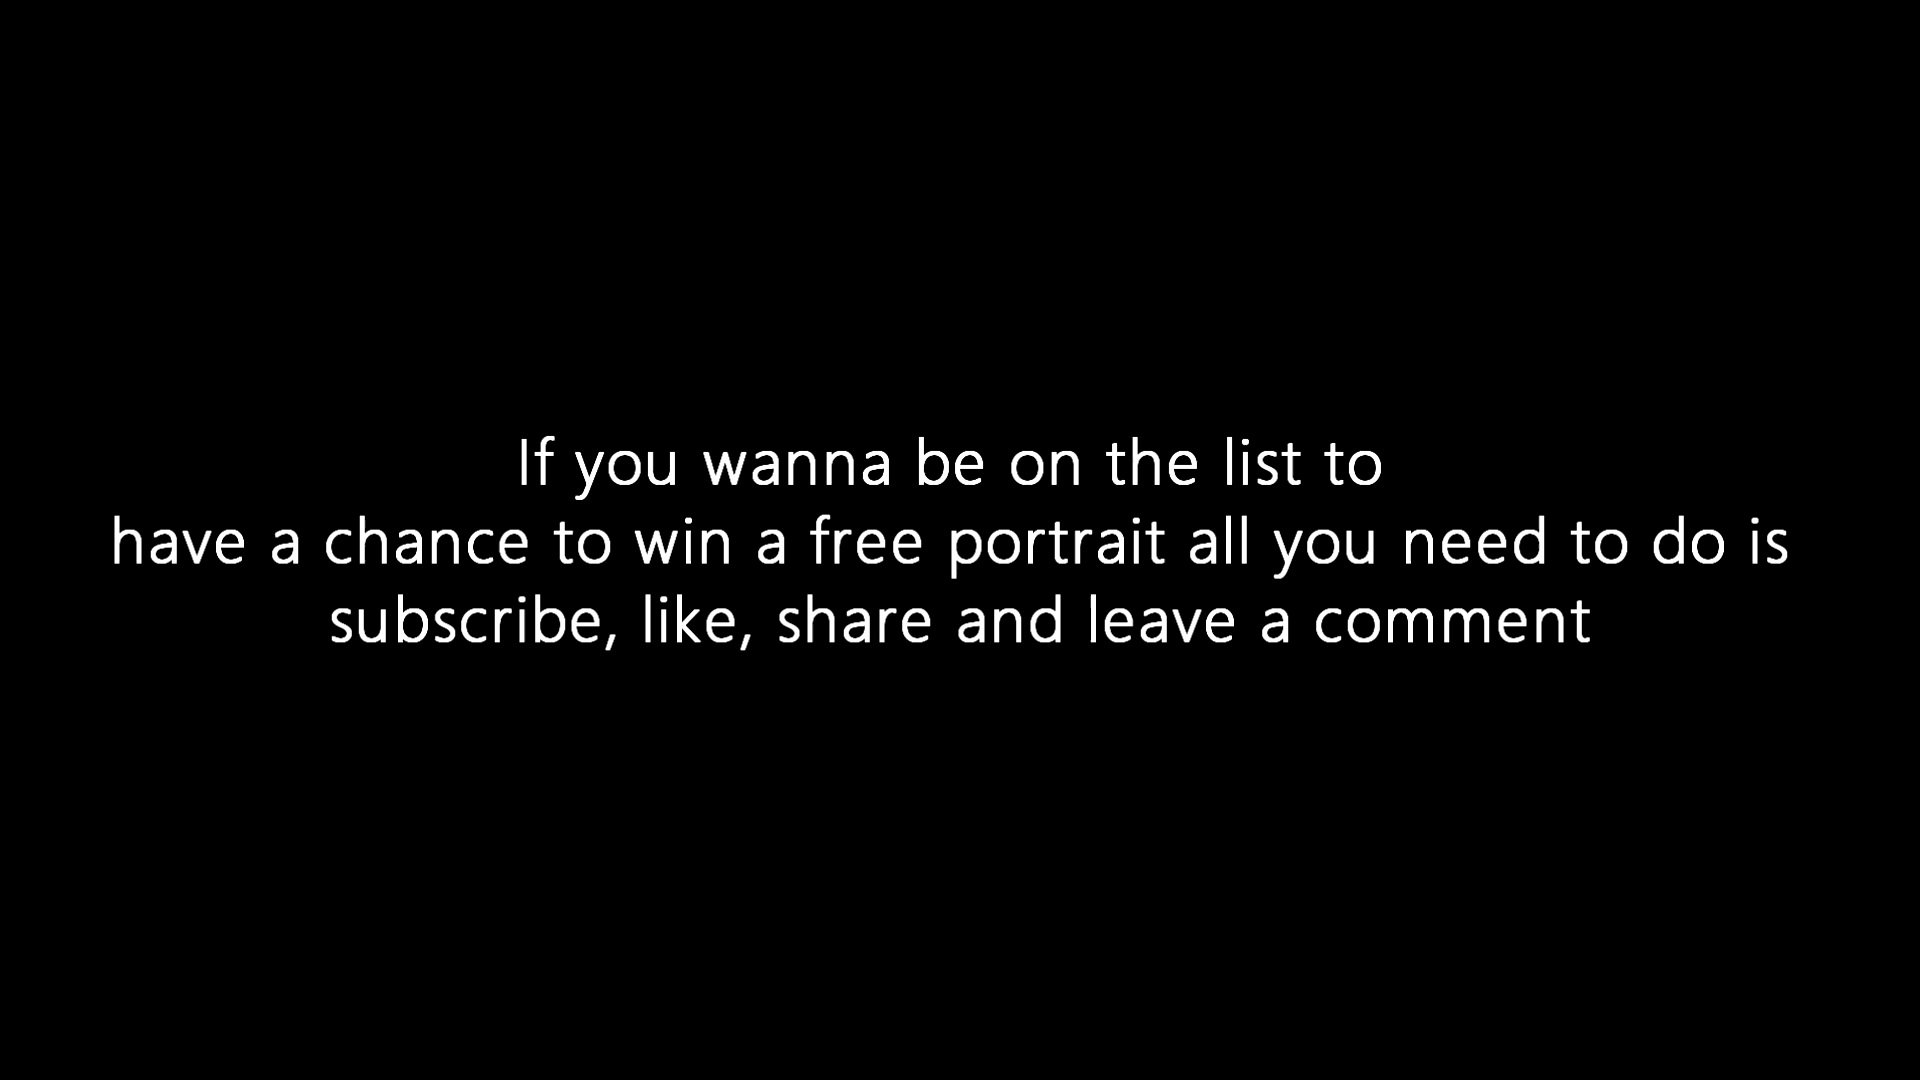 If you wanna be on the list to
have a chance to win a free portrait all you need to do is
subscribe, like, share and leave a comment